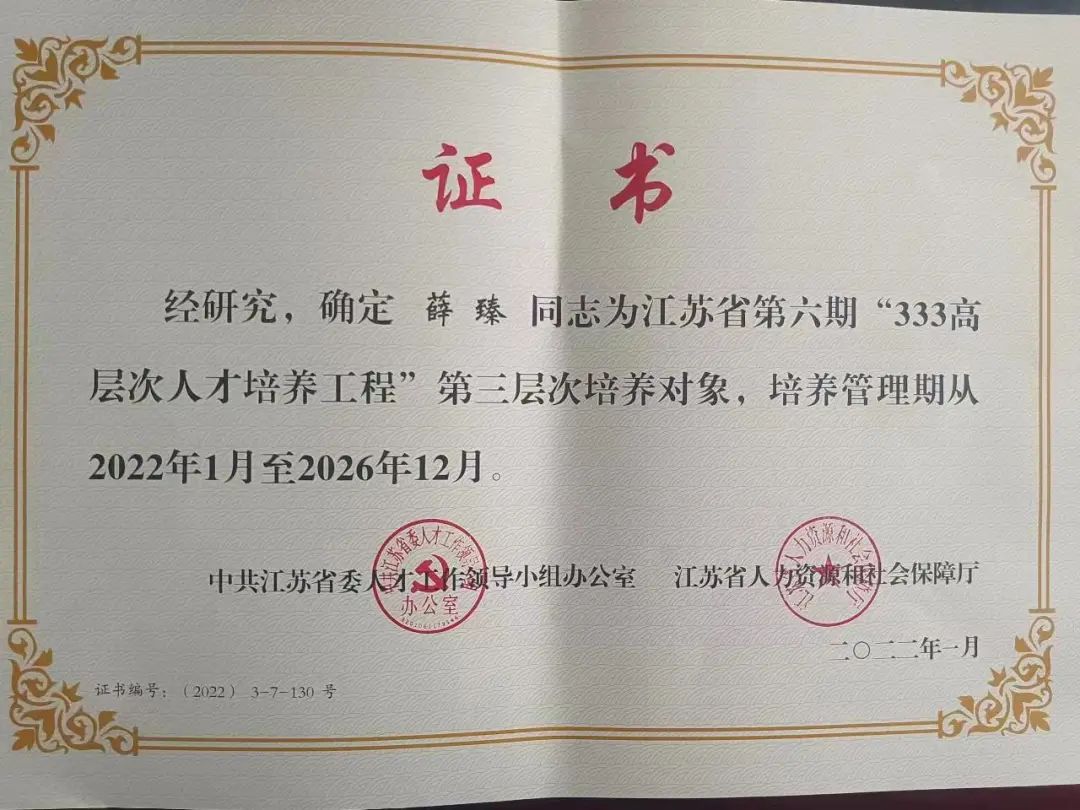 证 书
经研究，确定 薛臻 同志为江苏省第六期“333高
层次人才培养工程”第三层次培养对象，培养管理期从
2022年1月至2026年12月。
中共江苏省委人才工作领导小组办公室 江苏省人力资源和社会保障厅
办公室
二〇二二年一月
证书编号：（2022） 3-7-130 号